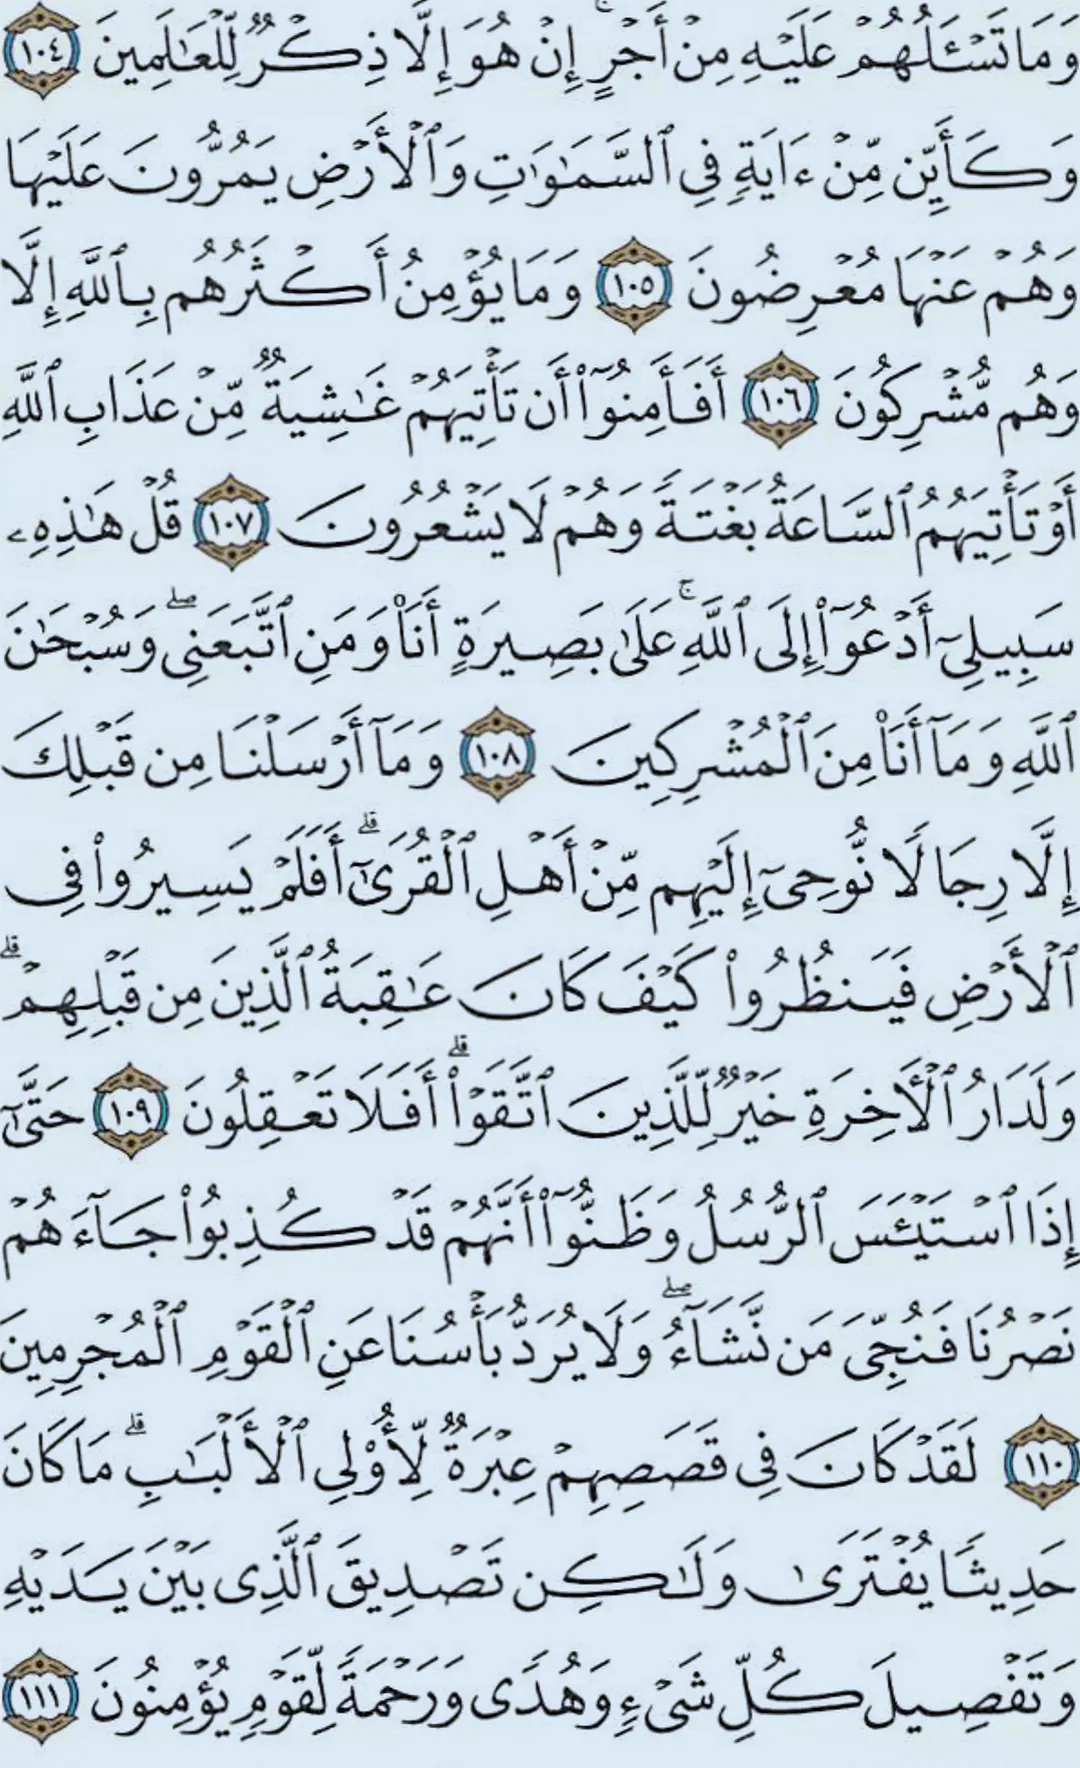 وَمَا تَسْـَٔلُهُمْ عَلَيْهِ مِنْ أَجْرٍ ۚ إِنْ هُوَ إِلَّا ذِكْرٌ لِّلْعَـٰلَمِينَ ١٠٤
وَكَأَيِّن مِّنْ ءَايَةٍ فِى ٱلسَّمَـٰوَٰتِ وَٱلْأَرْضِ يَمُرُّونَ عَلَيْهَا
وَهُمْ عَنْهَا مُعْرِضُونَ ١٠٥ وَمَا يُؤْمِنُ أَكْثَرُهُم بِٱللَّهِ إِلَّا
وَهُم مُّشْرِكُونَ ١٠٦ أَفَأَمِنُوٓا۟ أَن تَأْتِيَهُمْ غَـٰشِيَةٌ مِّنْ عَذَابِ ٱللَّهِ
أَوْ تَأْتِيَهُمُ ٱلسَّاعَةُ بَغْتَةً وَهُمْ لَا يَشْعُرُونَ ١٠٧ قُلْ هَـٰذِهِۦ
سَبِيلِىٓ أَدْعُوٓا۟ إِلَى ٱللَّهِ ۚ عَلَىٰ بَصِيرَةٍ أَنَا۠ وَمَنِ ٱتَّبَعَنِى ۖ وَسُبْحَـٰنَ
ٱللَّهِ وَمَآ أَنَا۠ مِنَ ٱلْمُشْرِكِينَ ١٠٨ وَمَآ أَرْسَلْنَا مِن قَبْلِكَ
إِلَّا رِجَالًا نُّوحِىٓ إِلَيْهِم مِّنْ أَهْلِ ٱلْقُرَىٰٓ ۗ أَفَلَمْ يَسِيرُوا۟ فِى
ٱلْأَرْضِ فَيَنظُرُوا۟ كَيْفَ كَانَ عَـٰقِبَةُ ٱلَّذِينَ مِن قَبْلِهِمْ ۗ
وَلَدَارُ ٱلْـَٔاخِرَةِ خَيْرٌ لِّلَّذِينَ ٱتَّقَوْا۟ ۗ أَفَلَا تَعْقِلُونَ ١٠٩ حَتَّىٰٓ
إِذَا ٱسْتَيْـَٔسَ ٱلرُّسُلُ وَظَنُّوٓا۟ أَنَّهُمْ قَدْ كُذِبُوا۟ جَآءَهُمْ
نَصْرُنَا فَنُجِّىَ مَن نَّشَآءُ ۖ وَلَا يُرَدُّ بَأْسُنَا عَنِ ٱلْقَوْمِ ٱلْمُجْرِمِينَ
١١٠ لَقَدْ كَانَ فِى قَصَصِهِمْ عِبْرَةٌ لِّأُو۟لِى ٱلْأَلْبَـٰبِ ۗ مَا كَانَ
حَدِيثًا يُفْتَرَىٰ وَلَـٰكِن تَصْدِيقَ ٱلَّذِى بَيْنَ يَدَيْهِ
وَتَفْصِيلَ كُلِّ شَىْءٍ وَهُدًى وَرَحْمَةً لِّقَوْمٍ يُؤْمِنُونَ ١١١